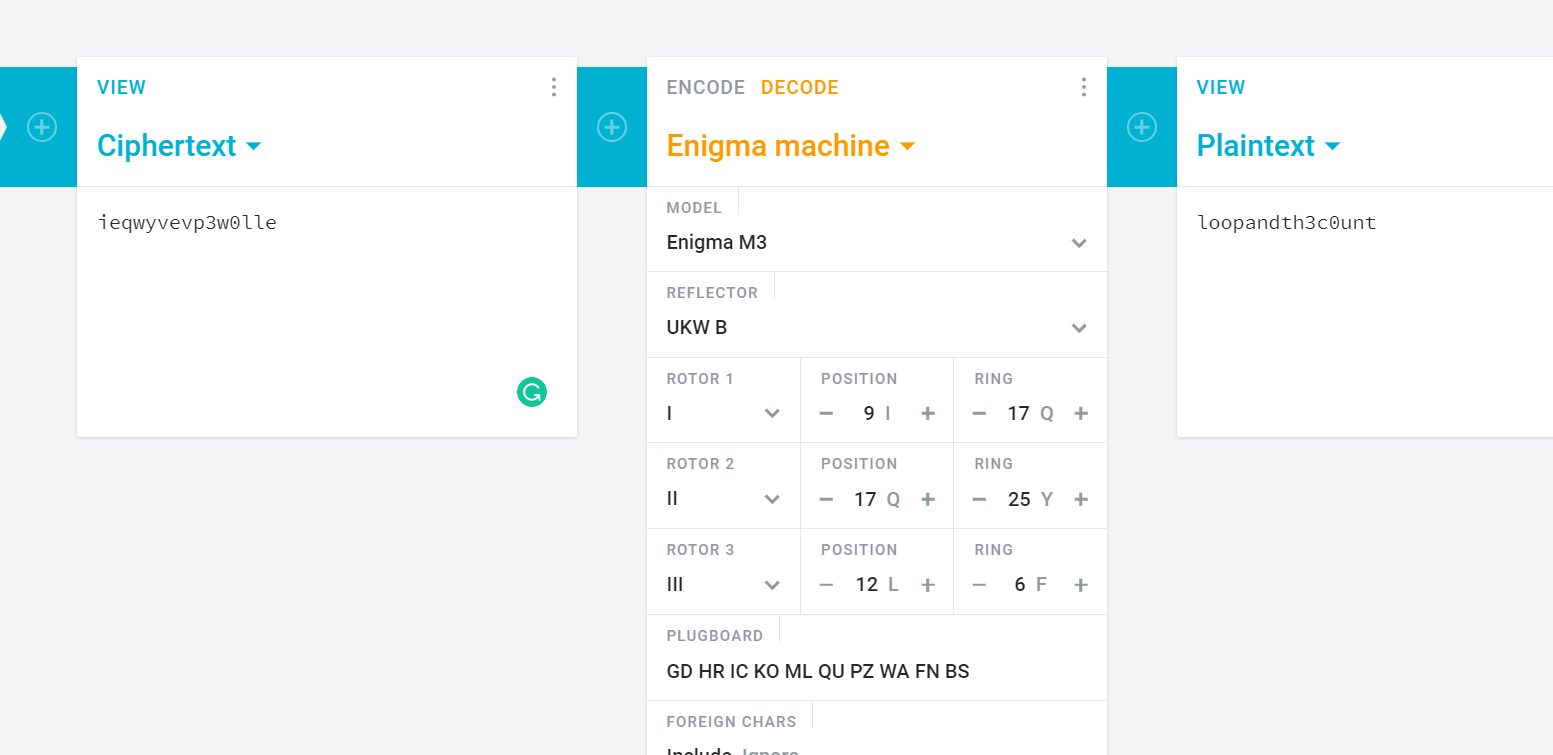 VIEW
Ciphertext
ieqwyvevp3w0lle
ENCODE DECODE
Enigma machine
MODEL
Enigma M3
REFLECTOR
UKW B
ROTOR 1 POSITION RING
I 9 I 17 Q
ROTOR 2 POSITION RING
II 17 Q 25 Y
ROTOR 3 POSITION RING
III 12 L 6 F
PLUGBOARD
GD HR IC KO ML QU PZ WA FN BS
FOREIGN CHARS
Include Ignore
VIEW
Plaintext
loopandth3c0unt